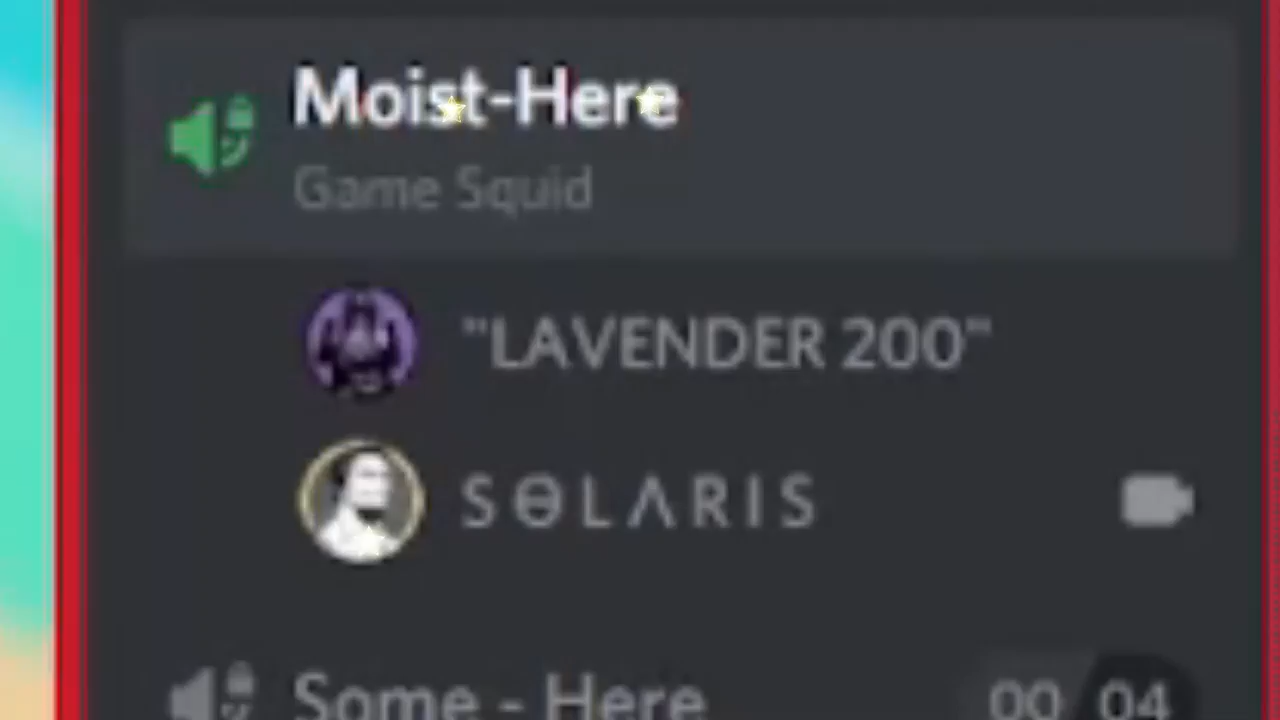 Moist-Here
Game Squid
"LAVENDER 200"
SΘLΛRIS
Some - Here 00 04